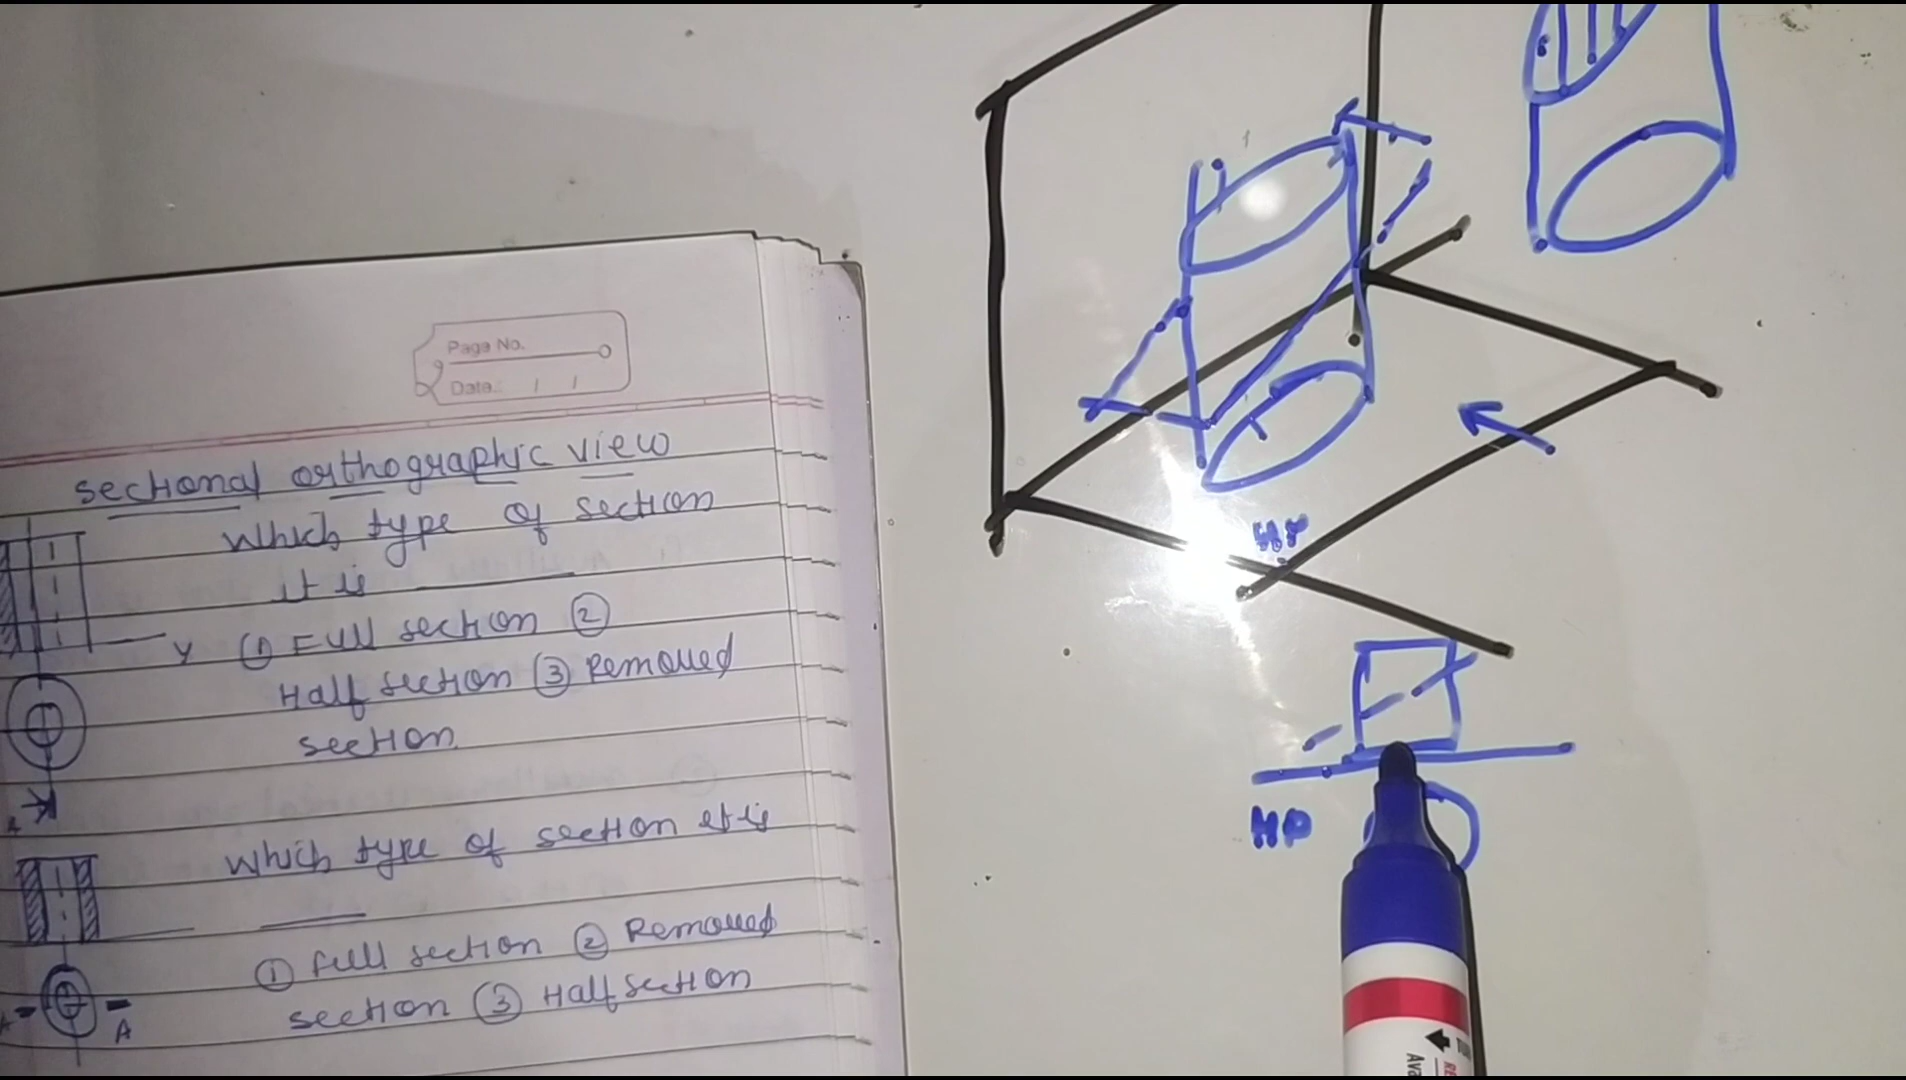 Page No.
Date: / /
sectional orthographic view
which type of section
it is
Y ① Full section ②
Half section ③ Removed
section.
which type of section it is
① full section ② Removed
section ③ Half section
A
HP
HP